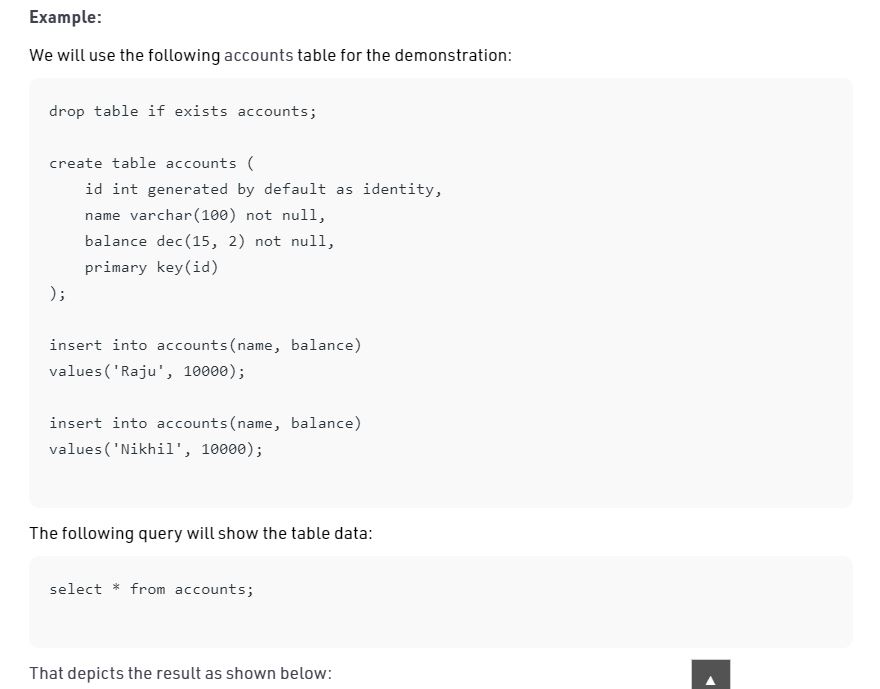 Example:
We will use the following accounts table for the demonstration:
drop table if exists accounts;
create table accounts (
    id int generated by default as identity,
    name varchar(100) not null,
    balance dec(15, 2) not null,
    primary key(id)
);
insert into accounts(name, balance)
values('Raju', 10000);
insert into accounts(name, balance)
values('Nikhil', 10000);
The following query will show the table data:
select * from accounts;
That depicts the result as shown below: